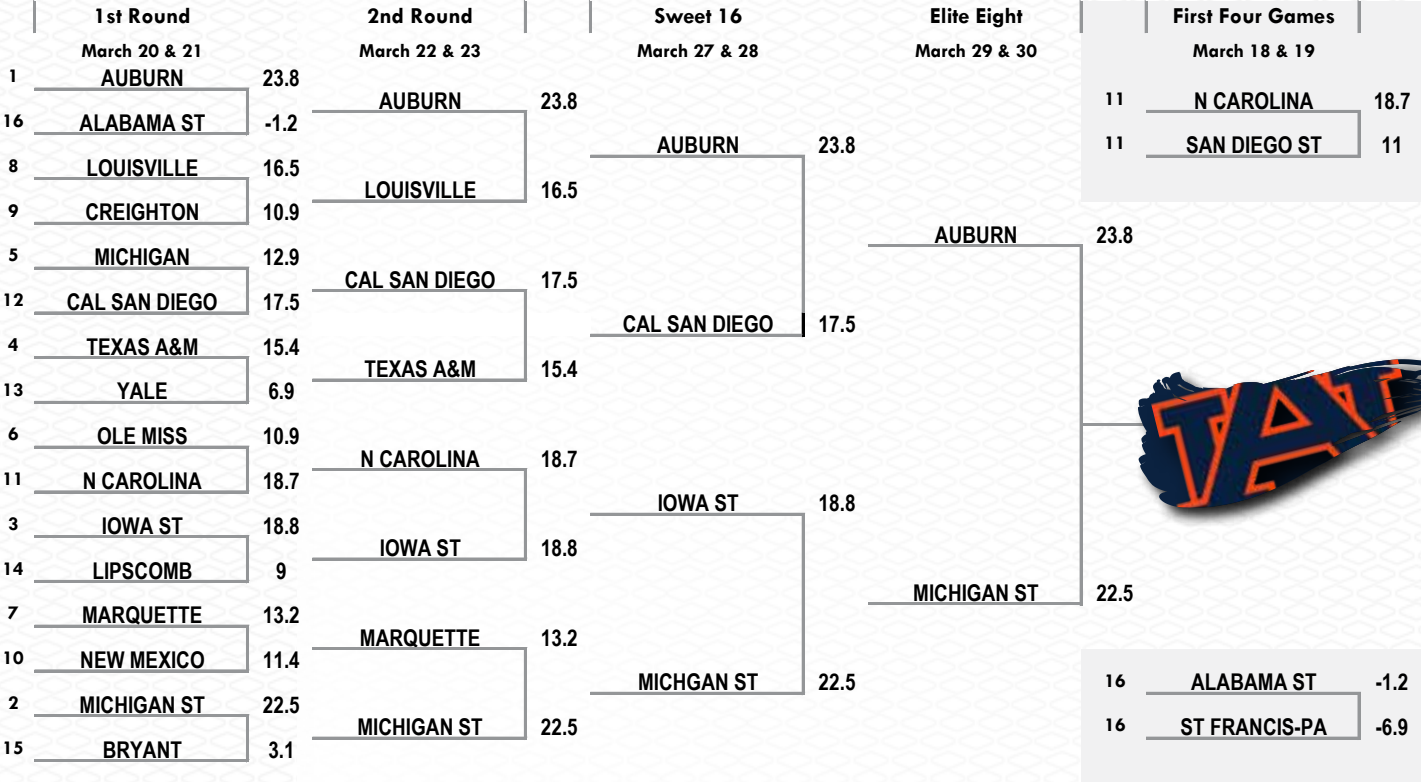 1st Round 2nd Round Sweet 16 Elite Eight First Four Games
March 20 & 21 March 22 & 23 March 27 & 28 March 29 & 30 March 18 & 19
1 AUBURN 23.8
16 ALABAMA ST -1.2
8 LOUISVILLE 16.5
9 CREIGHTON 10.9
5 MICHIGAN 12.9
12 CAL SAN DIEGO 17.5
4 TEXAS A&M 15.4
13 YALE 6.9
6 OLE MISS 10.9
11 N CAROLINA 18.7
3 IOWA ST 18.8
14 LIPSCOMB 9
7 MARQUETTE 13.2
10 NEW MEXICO 11.4
2 MICHIGAN ST 22.5
15 BRYANT 3.1
AUBURN 23.8
LOUISVILLE 16.5
CAL SAN DIEGO 17.5
TEXAS A&M 15.4
N CAROLINA 18.7
IOWA ST 18.8
MARQUETTE 13.2
MICHIGAN ST 22.5
AUBURN 23.8
CAL SAN DIEGO 17.5
IOWA ST 18.8
MICHGAN ST 22.5
AUBURN 23.8
MICHIGAN ST 22.5
11 N CAROLINA 18.7
11 SAN DIEGO ST 11
16 ALABAMA ST -1.2
16 ST FRANCIS-PA -6.9